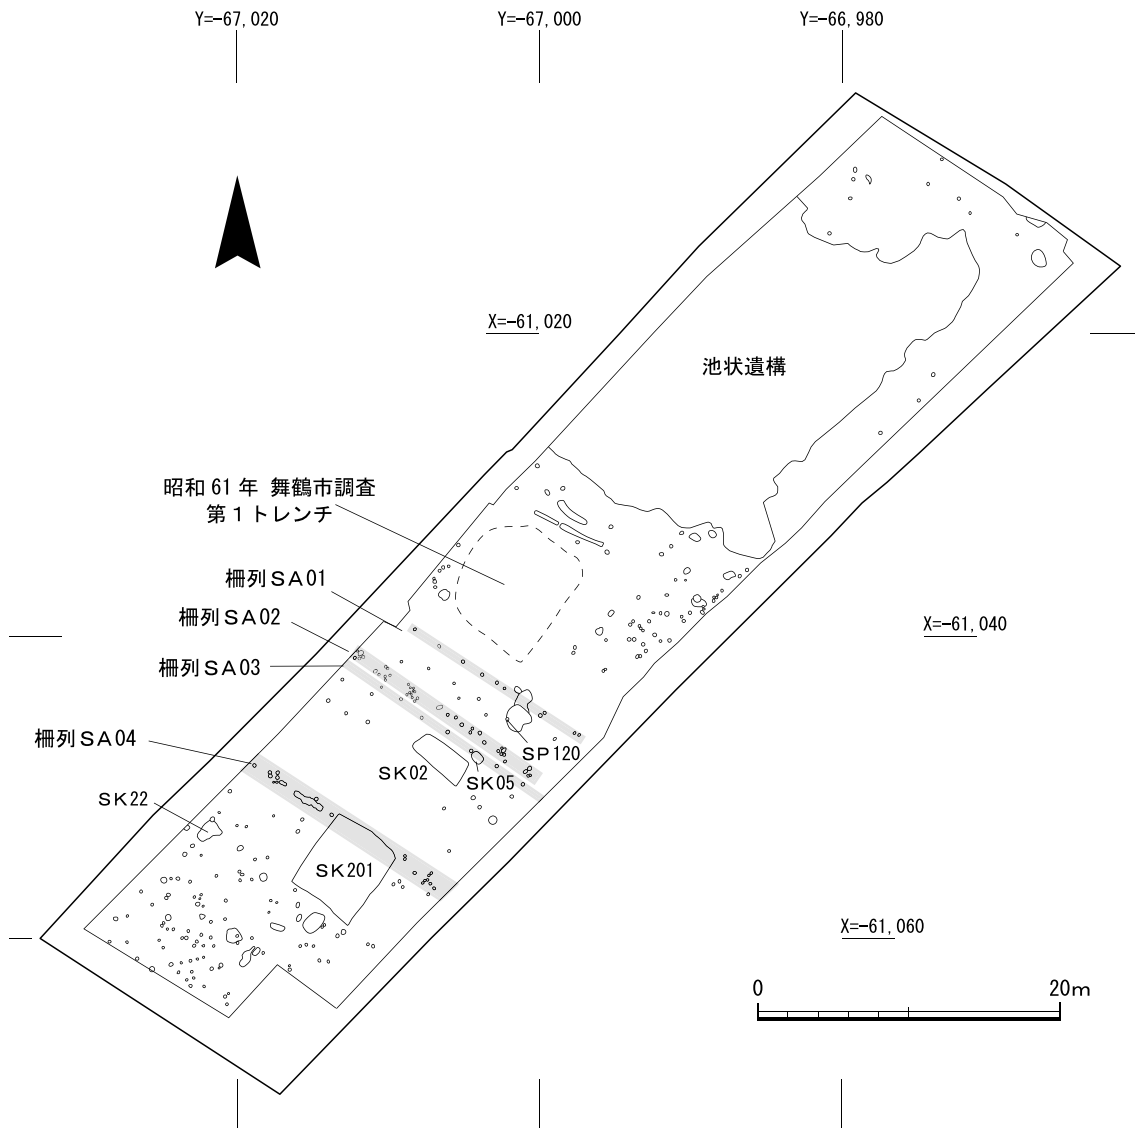 Y=-67,020
Y=-67,000
Y=-66,980
X=-61,020
池状遺構
昭和61年 舞鶴市調査
第1トレンチ
柵列SA01
柵列SA02
X=-61,040
柵列SA03
柵列SA04
SP120
SK02
SK05
SK22
SK201
X=-61,060
0 20m